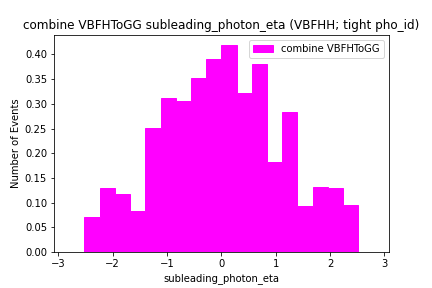 combine VBFHToGG subleading_photon_eta (VBFHH; tight pho_id)
combine VBFHToGG
Number of Events
0.40
0.35
0.30
0.25
0.20
0.15
0.10
0.05
0.00
−3 −2 −1 0 1 2 3
subleading_photon_eta